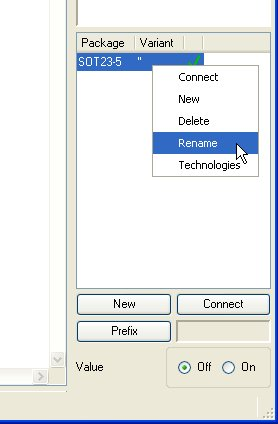 Package Variant
SOT23-5 ''
Connect
New
Delete
Rename
Technologies
New Connect
Prefix
Value Off On